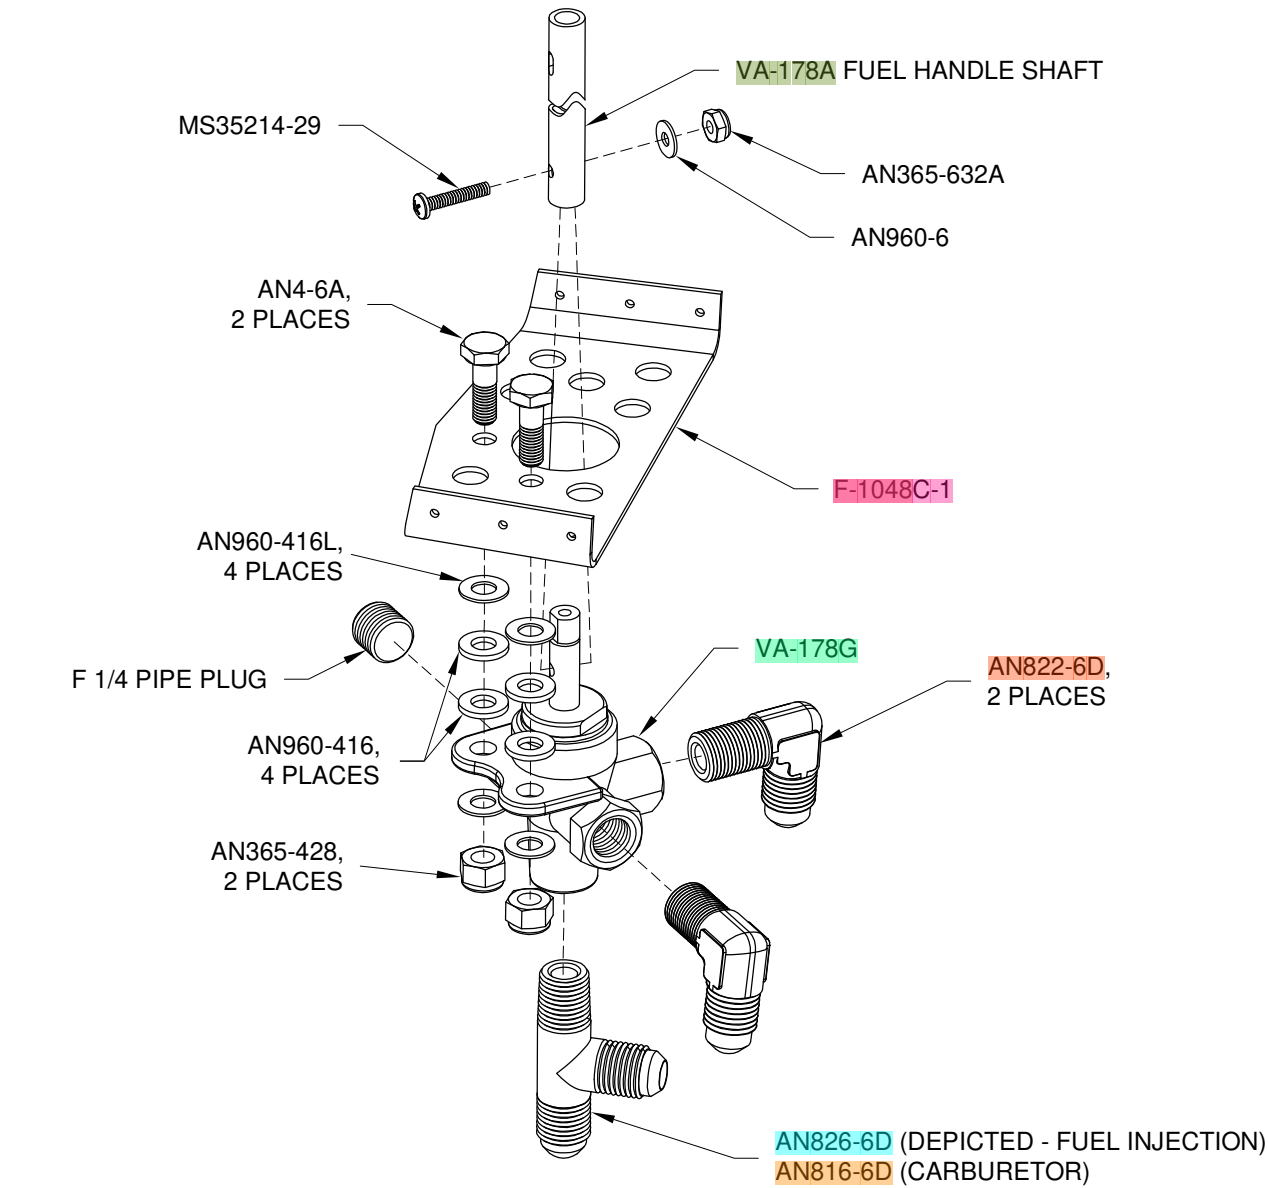 VA-178A FUEL HANDLE SHAFT
MS35214-29
AN365-632A
AN960-6
AN4-6A,
2 PLACES
F-1048C-1
AN960-416L,
4 PLACES
VA-178G
F 1/4 PIPE PLUG
AN822-6D,
2 PLACES
AN960-416,
4 PLACES
AN365-428,
2 PLACES
AN826-6D (DEPICTED - FUEL INJECTION)
AN816-6D (CARBURETOR)